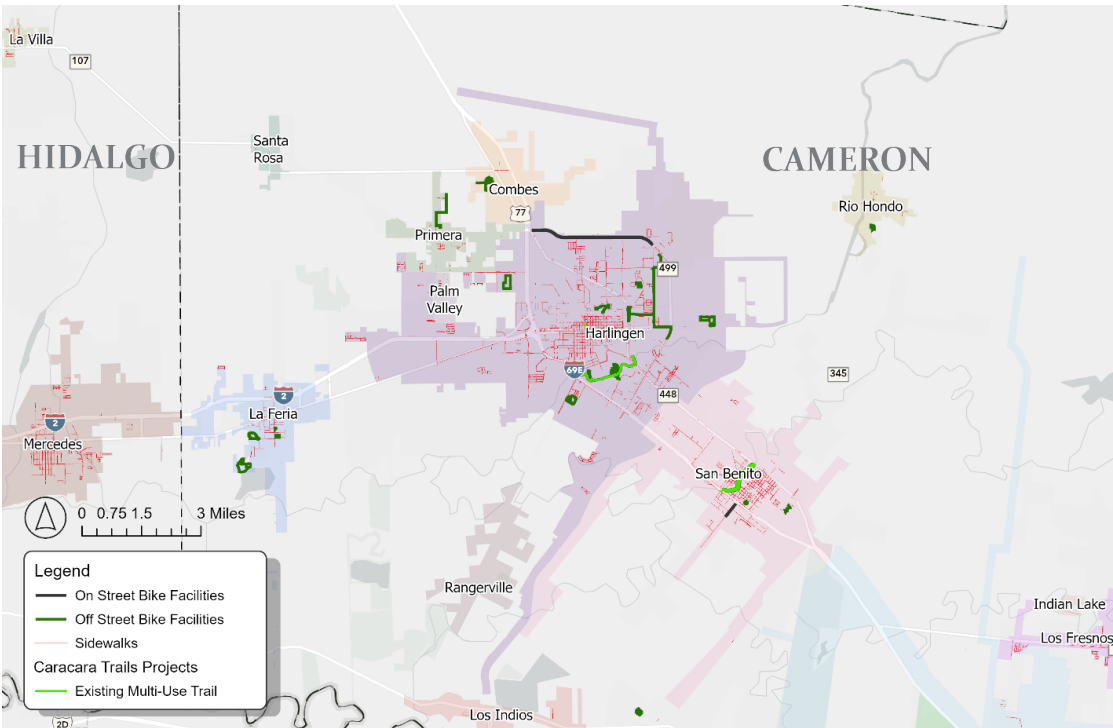 La Villa
107
HIDALGO
Santa
Rosa
CAMERON
Combes
77
Rio Hondo
Primera
499
Palm
Valley
Harlingen
69E
345
2
448
La Feria
2
Mercedes
San Benito
0 0.75 1.5 3 Miles
Legend
On Street Bike Facilities
Off Street Bike Facilities
Sidewalks
Caracara Trails Projects
Existing Multi-Use Trail
Rangerville
Indian Lake
Los Fresnos
Los Indios
2D